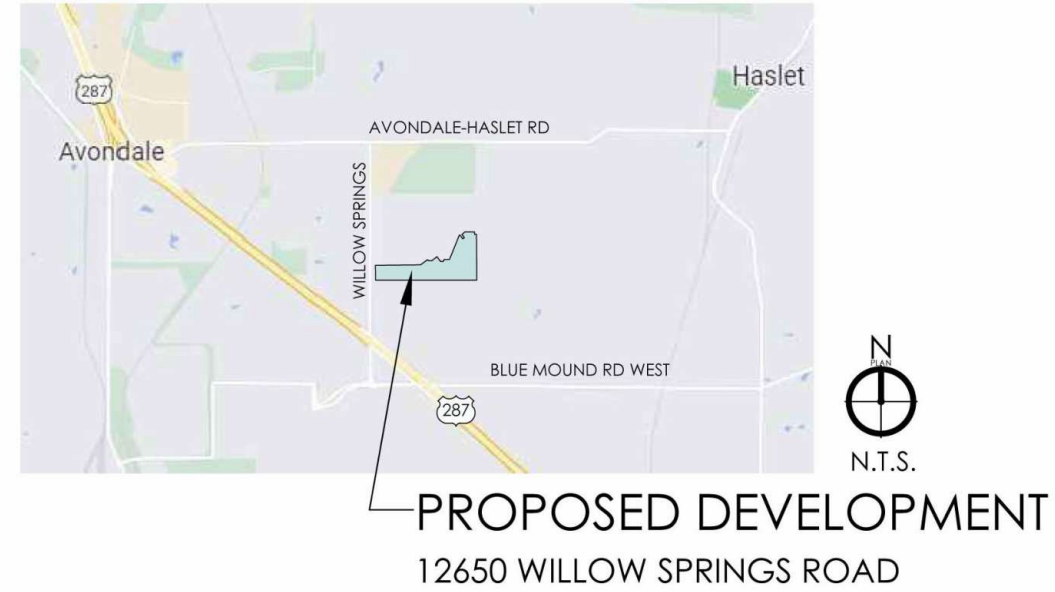 Haslet
287
AVONDALE-HASLET RD
Avondale
WILLOW SPRINGS
N
PLAN
BLUE MOUND RD WEST
287
N.T.S.
PROPOSED DEVELOPMENT
12650 WILLOW SPRINGS ROAD